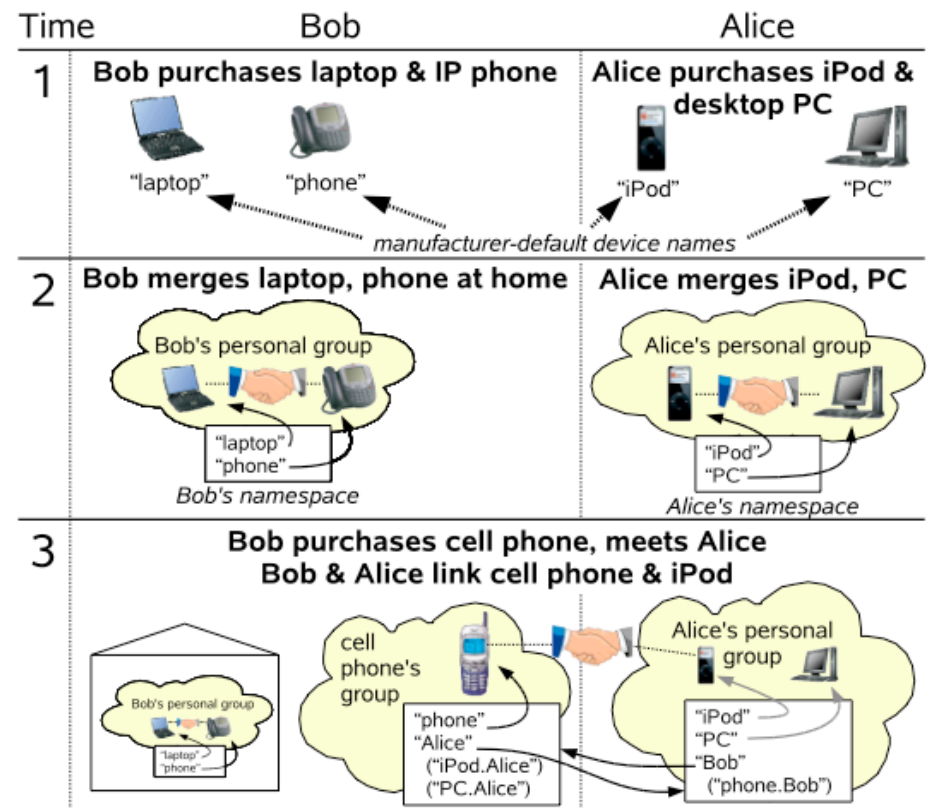 Time Bob Alice
1 Bob purchases laptop & IP phone
Alice purchases iPod &
desktop PC
“laptop” “phone” “iPod” “PC”
manufacturer-default device names
2 Bob merges laptop, phone at home
Alice merges iPod, PC
Bob's personal group
“laptop”
“phone”
Bob's namespace
Alice's personal group
“iPod”
“PC”
Alice's namespace
3 Bob purchases cell phone, meets Alice
Bob & Alice link cell phone & iPod
Bob's personal group
“laptop”
“phone”
cell
phone's
group
“phone”
“Alice”
(“iPod.Alice”)
(“PC.Alice”)
Alice's personal
group
“iPod”
“PC”
“Bob”
(“phone.Bob”)